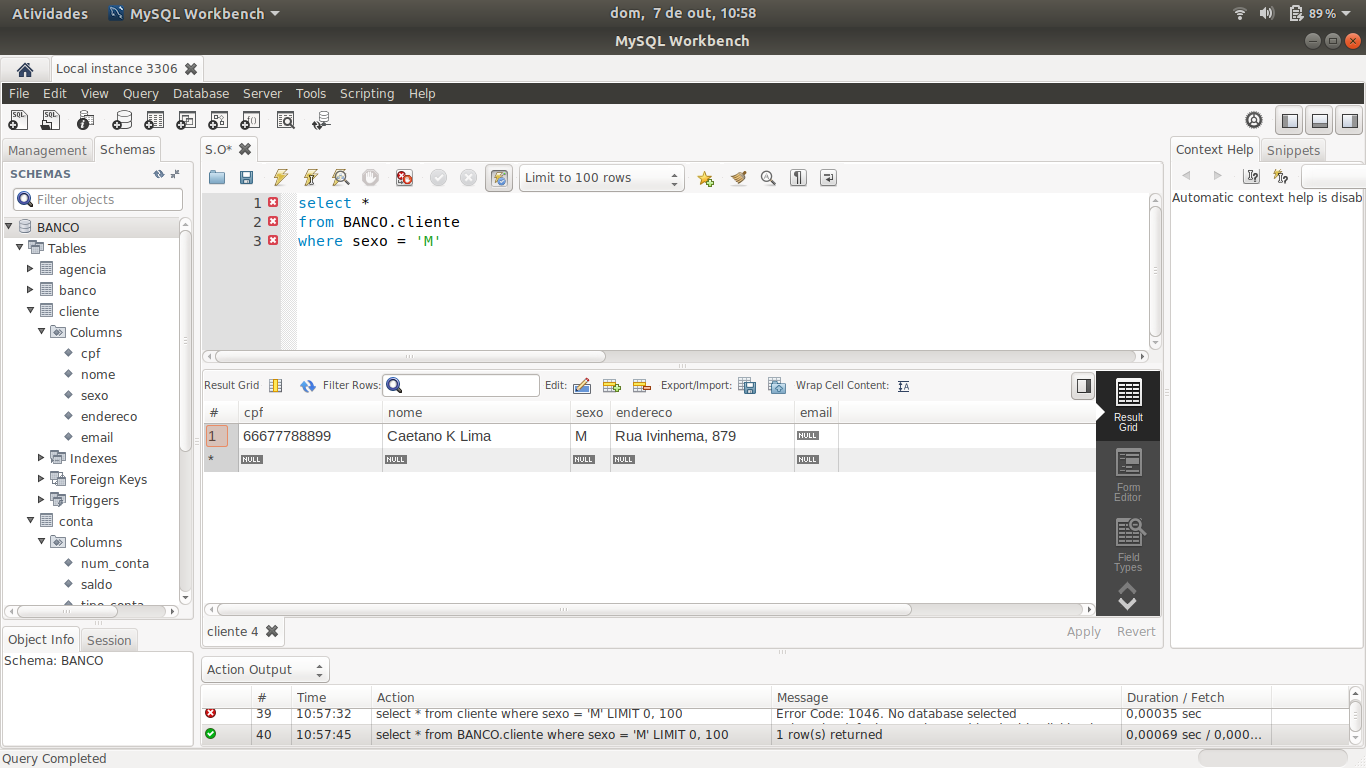 Atividades MySQL Workbench dom, 7 de out, 10:58 89 %
MySQL Workbench
Local instance 3306
File Edit View Query Database Server Tools Scripting Help
Management Schemas
SCHEMAS
Filter objects
BANCO
Tables
agencia
banco
cliente
Columns
cpf
nome
sexo
endereco
email
Indexes
Foreign Keys
Triggers
conta
Columns
num_conta
saldo
Object Info Session
Schema: BANCO
S.O*
Limit to 100 rows
1 select *
2 from BANCO.cliente
3 where sexo = 'M'
Result Grid Filter Rows: Edit: Export/Import: Wrap Cell Content:
# cpf nome sexo endereco email
1 66677788899 Caetano K Lima M Rua Ivinhema, 879 NULL
* NULL NULL NULL NULL NULL
Result
Grid
Form
Editor
Field
Types
cliente 4 Apply Revert
Context Help Snippets
Automatic context help is disab
Action Output
# Time Action Message Duration / Fetch
39 10:57:32 select * from cliente where sexo = 'M' LIMIT 0, 100 Error Code: 1046. No database selected 0,00035 sec
40 10:57:45 select * from BANCO.cliente where sexo = 'M' LIMIT 0, 100 1 row(s) returned 0,00069 sec / 0,000...
Query Completed